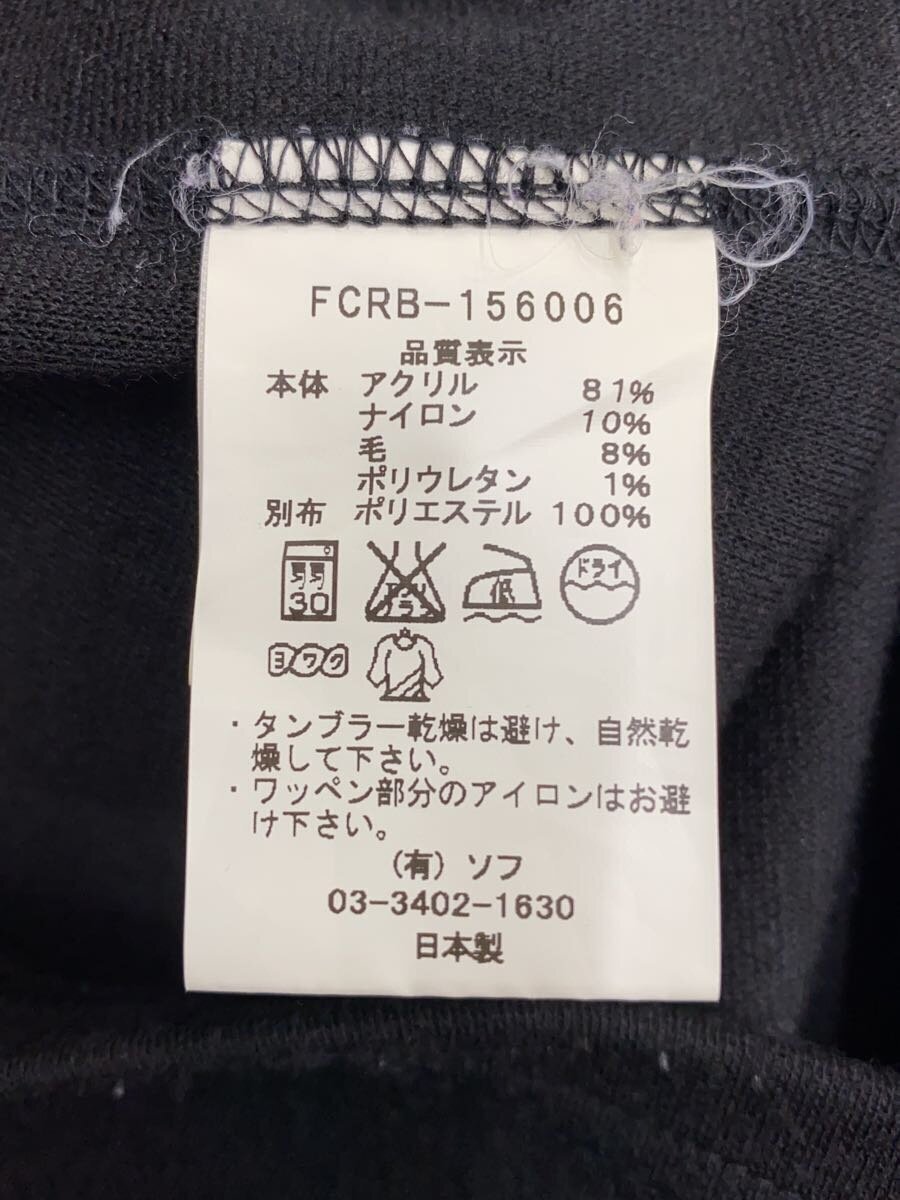 FCRB-156006
品質表示
本体 アクリル 81%
ナイロン 10%
毛 8%
ポリウレタン 1%
別布 ポリエステル 100%
弱 30 低 ドライ
ヨワク
・タンブラー乾燥は避け、自然乾
燥して下さい。
・ワッペン部分のアイロンはお避
け下さい。
(有)ソフ
03-3402-1630
日本製